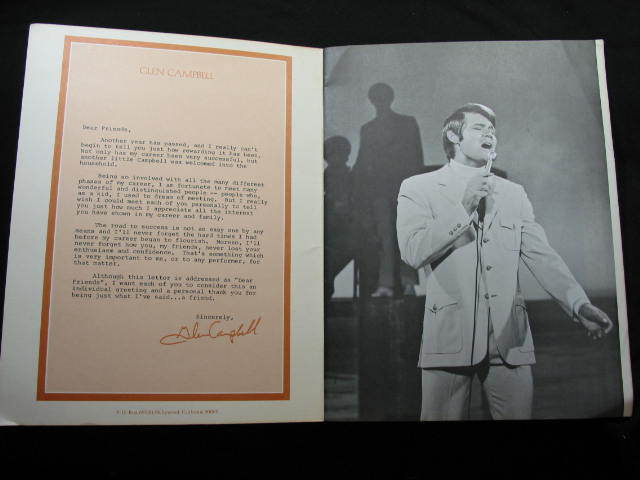 GLEN CAMPBELL
Dear Friends,
Another year has passed, and I really can't
begin to tell you just how rewarding it has been.
Not only has my career been very successful, but
another little Campbell was welcomed into the
household.
Being so involved with all the many different
phases of my career, I am fortunate to meet many
wonderful and distinguished people -- people who,
as a kid, I used to dream of meeting. But I really
wish I could meet each of you personally to tell
you just how much I appreciate all the interest
you have shown in my career and family.
The road to success is not an easy one by any
means and I'll never forget the hard times I had
before my career began to flourish. Moreso, I'll
never forget how you, my friends, never lost your
enthusiasm and confidence. That's something which
is very important to me, or to any performer, for
that matter.
Although this letter is addressed as "Dear
Friends", I want each of you to consider this an
individual greeting and a personal thank you for
being just what I've said...a friend.
Sincerely,
Glen Campbell